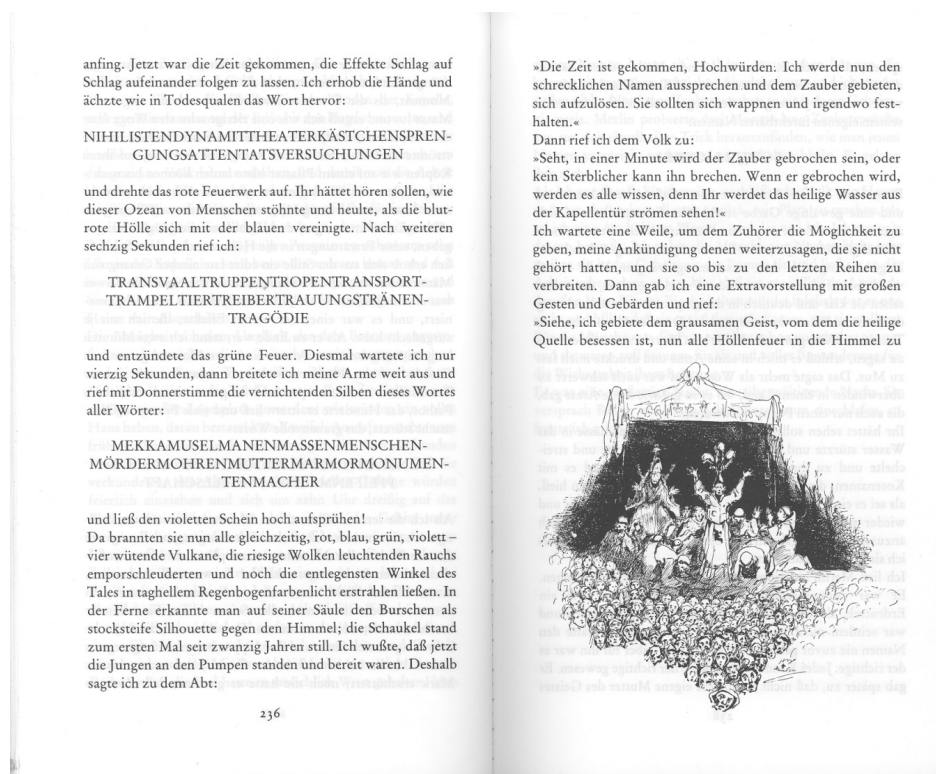 anfing. Jetzt war die Zeit gekommen, die Effekte Schlag auf
Schlag aufeinander folgen zu lassen. Ich erhob die Hände und
ächzte wie in Todesqualen das Wort hervor:
NIHILISTENDYNAMITTHEATERKÄSTCHENSPREN-
GUNGSATTENTATSVERSUCHUNGEN
und drehte das rote Feuerwerk auf. Ihr hättet hören sollen, wie
dieser Ozean von Menschen stöhnte und heulte, als die blut-
rote Hölle sich mit der blauen vereinigte. Nach weiteren
sechzig Sekunden rief ich:
TRANSVAALTRUPPENTROPENTRANSPORT-
TRAMPELTIERTREIBERTRAUUNGSTRÄNEN-
TRAGÖDIE
und entzündete das grüne Feuer. Diesmal wartete ich nur
vierzig Sekunden, dann breitete ich meine Arme weit aus und
rief mit Donnerstimme die vernichtenden Silben dieses Wortes
aller Wörter:
MEKKAMUSELMANENMASSENMENSCHEN-
MÖRDERMOHRENMUTTERMARMORMONUMEN-
TENMACHER
und ließ den violetten Schein hoch aufsprühen!
Da brannten sie nun alle gleichzeitig, rot, blau, grün, violett –
vier wütende Vulkane, die riesige Wolken leuchtenden Rauchs
emporschleuderten und noch die entlegensten Winkel des
Tales in taghellem Regenbogenfarbenlicht erstrahlen ließen. In
der Ferne erkannte man auf seiner Säule den Burschen als
stocksteife Silhouette gegen den Himmel; die Schaukel stand
zum ersten Mal seit zwanzig Jahren still. Ich wußte, daß jetzt
die Jungen an den Pumpen standen und bereit waren. Deshalb
sagte ich zu dem Abt:
236
»Die Zeit ist gekommen, Hochwürden. Ich werde nun den
schrecklichen Namen aussprechen und dem Zauber gebieten,
sich aufzulösen. Sie sollten sich wappnen und irgendwo fest-
halten.«
Dann rief ich dem Volk zu:
»Seht, in einer Minute wird der Zauber gebrochen sein, oder
kein Sterblicher kann ihn brechen. Wenn er gebrochen wird,
werden es alle wissen, denn Ihr werdet das heilige Wasser aus
der Kapellentür strömen sehen!«
Ich wartete eine Weile, um dem Zuhörer die Möglichkeit zu
geben, meine Ankündigung denen weiterzusagen, die sie nicht
gehört hatten, und sie so bis zu den letzten Reihen zu
verbreiten. Dann gab ich eine Extravorstellung mit großen
Gesten und Gebärden und rief:
»Siehe, ich gebiete dem grausamen Geist, vom dem die heilige
Quelle besessen ist, nun alle Höllenfeuer in die Himmel zu